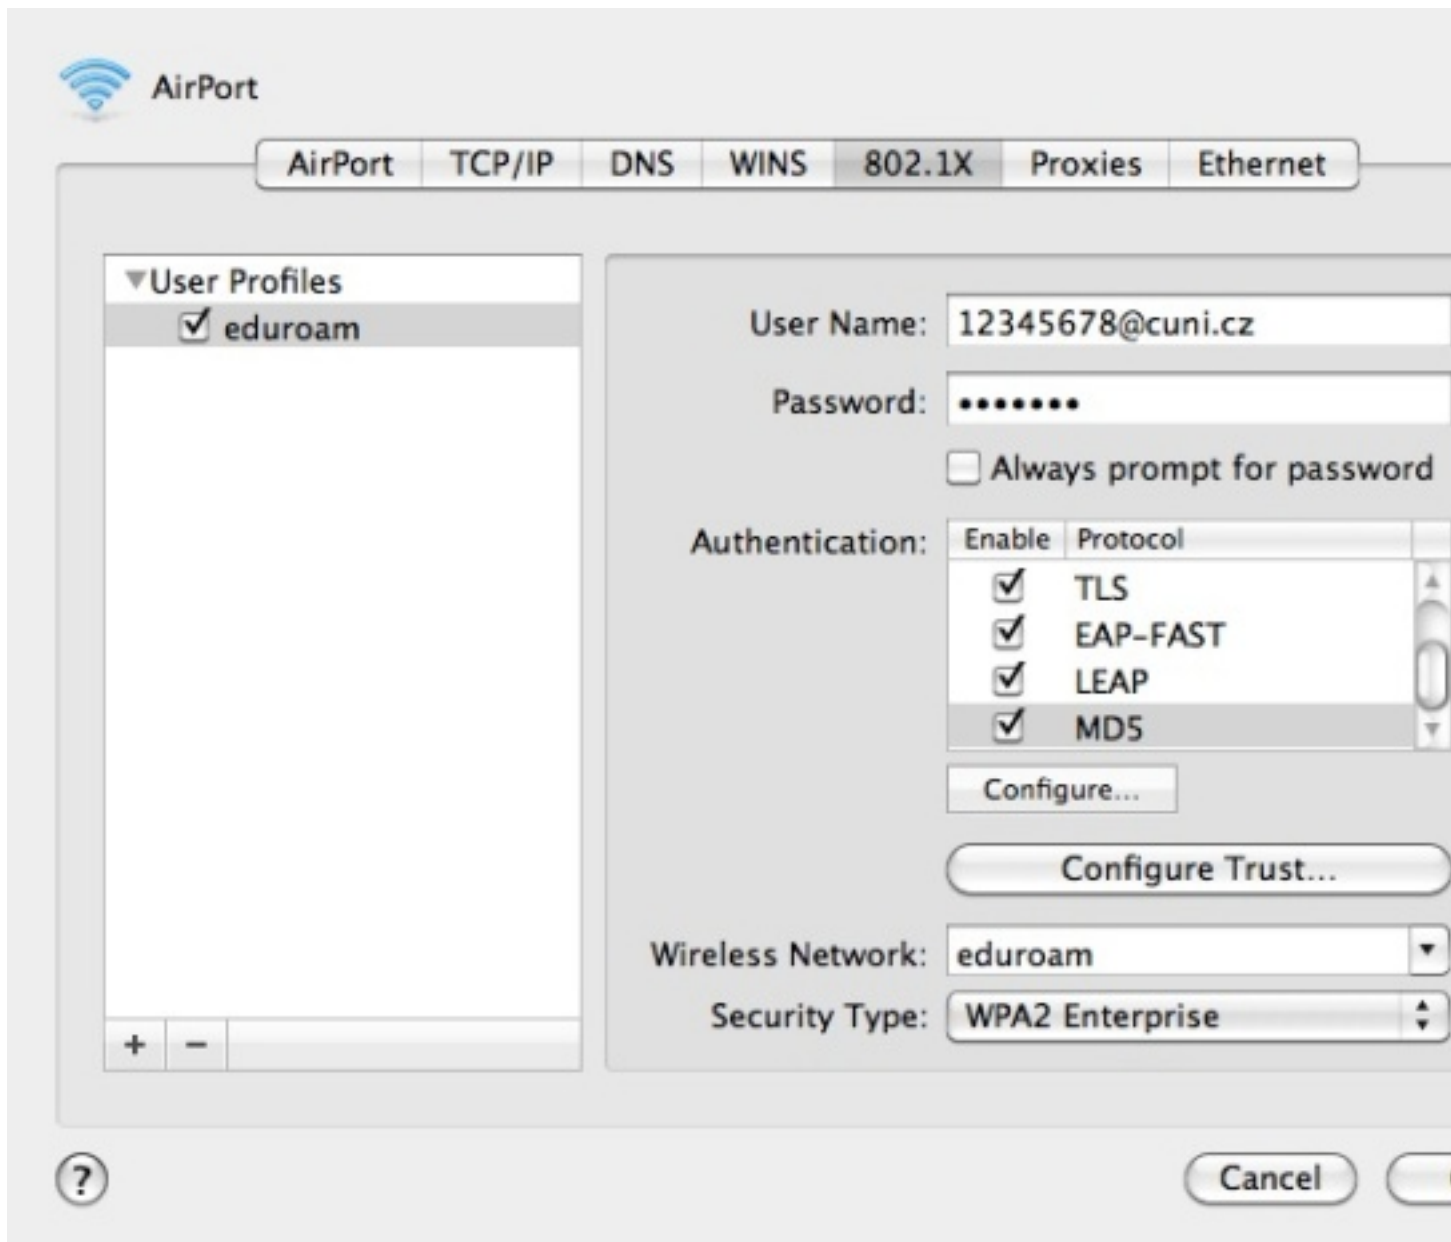 AirPort
AirPort TCP/IP DNS WINS 802.1X Proxies Ethernet
User Profiles
eduroam
User Name: 12345678@cuni.cz
Password: •••••••
Always prompt for password
Authentication: Enable Protocol
TLS
EAP-FAST
LEAP
MD5
Configure...
Configure Trust...
Wireless Network: eduroam
Security Type: WPA2 Enterprise
+ −
?
Cancel